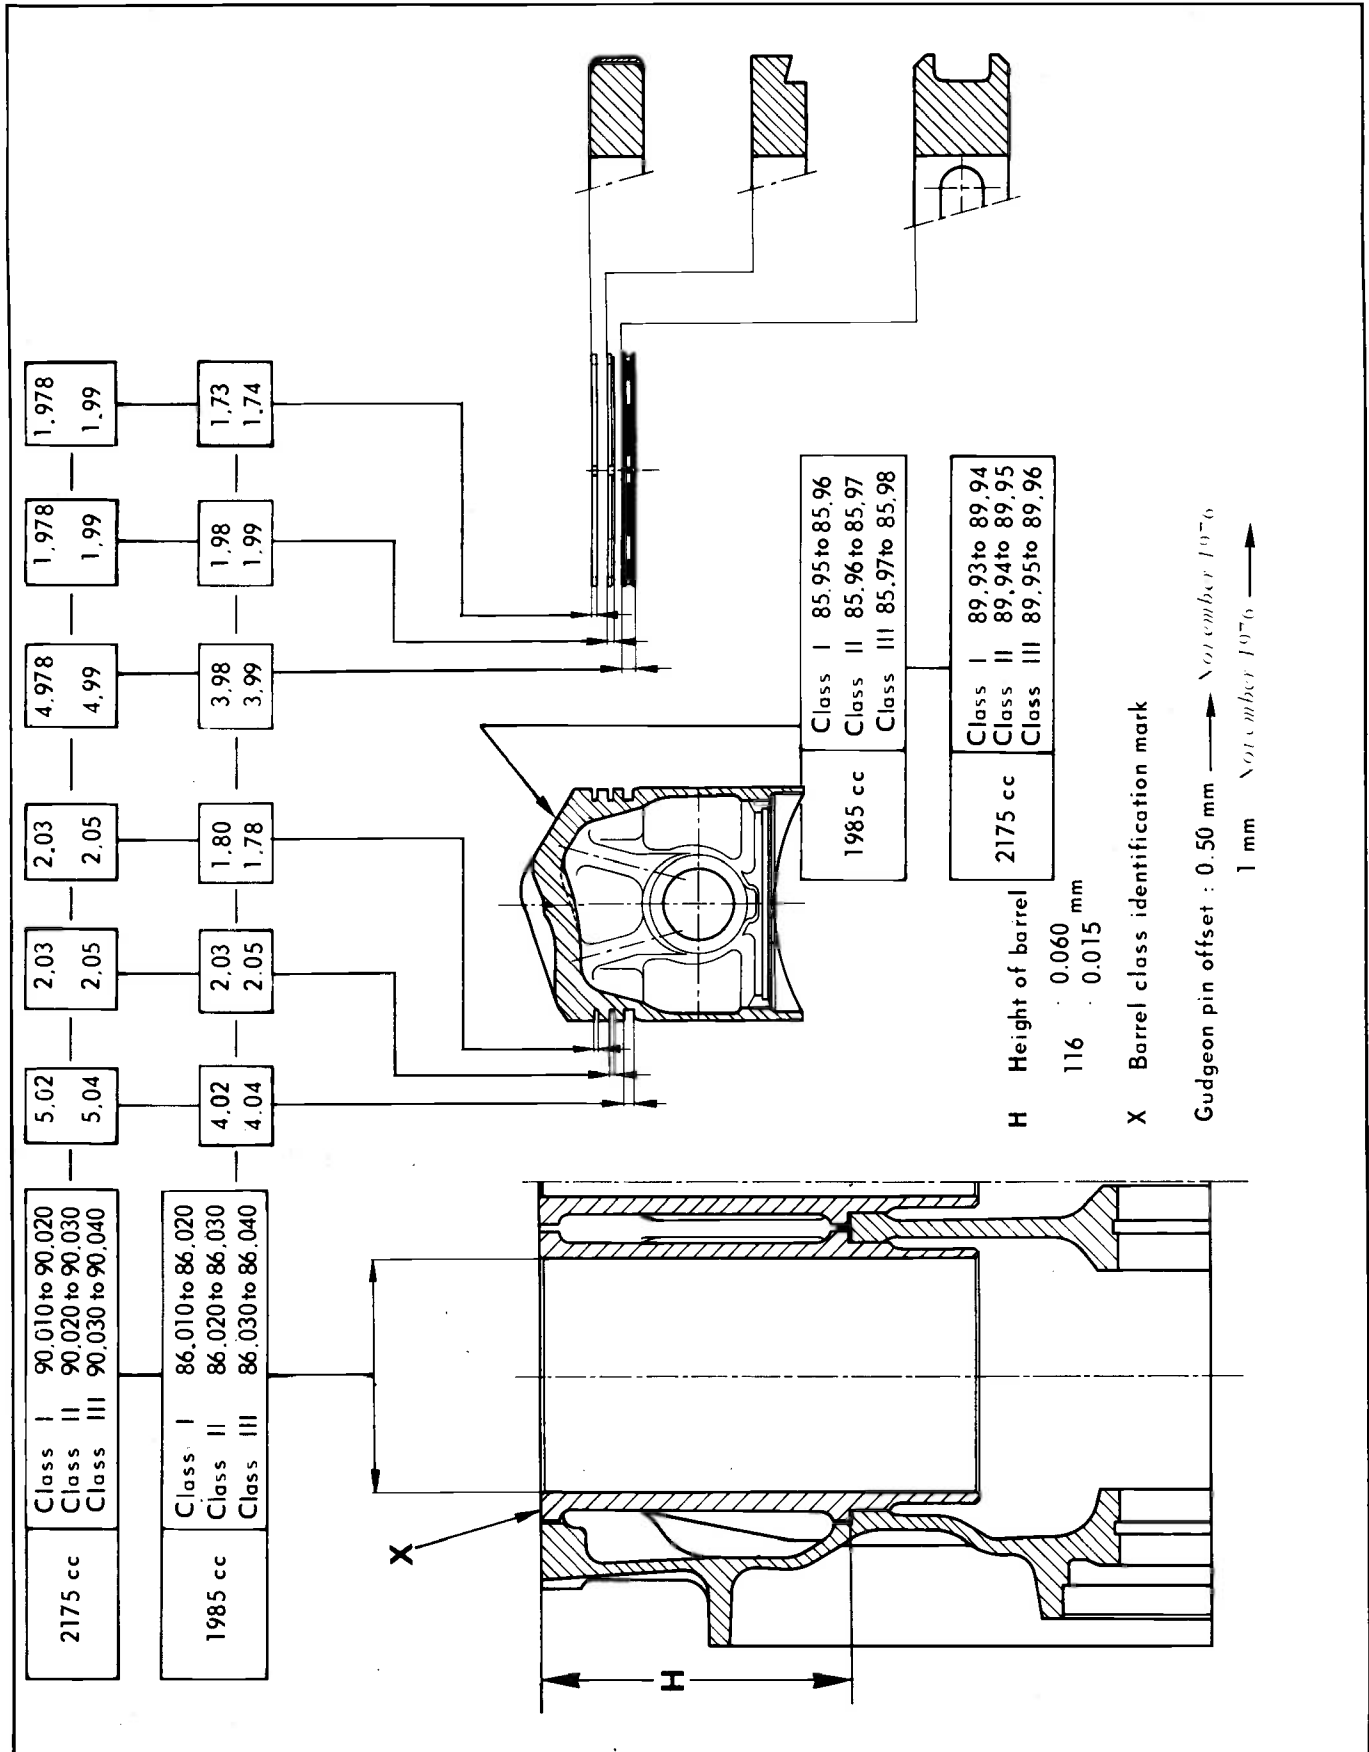 2175 cc
Class I 90.010 to 90.020
Class II 90.020 to 90.030
Class III 90.030 to 90.040
5.02
5.04
2.03
2.05
2.03
2.05
4.978
4.99
1.978
1.99
1.978
1.99
1985 cc
Class I 86.010 to 86.020
Class II 86.020 to 86.030
Class III 86.030 to 86.040
4.02
4.04
2.03
2.05
1.80
1.78
3.98
3.99
1.98
1.99
1.73
1.74
X
H
1985 cc
Class I 85.95 to 85.96
Class II 85.96 to 85.97
Class III 85.97 to 85.98
2175 cc
Class I 89.93 to 89.94
Class II 89.94 to 89.95
Class III 89.95 to 89.96
H Height of barrel
116 0.060 mm
0.015
X Barrel class identification mark
Gudgeon pin offset : 0.50 mm → November 1976
1 mm November 1976 →